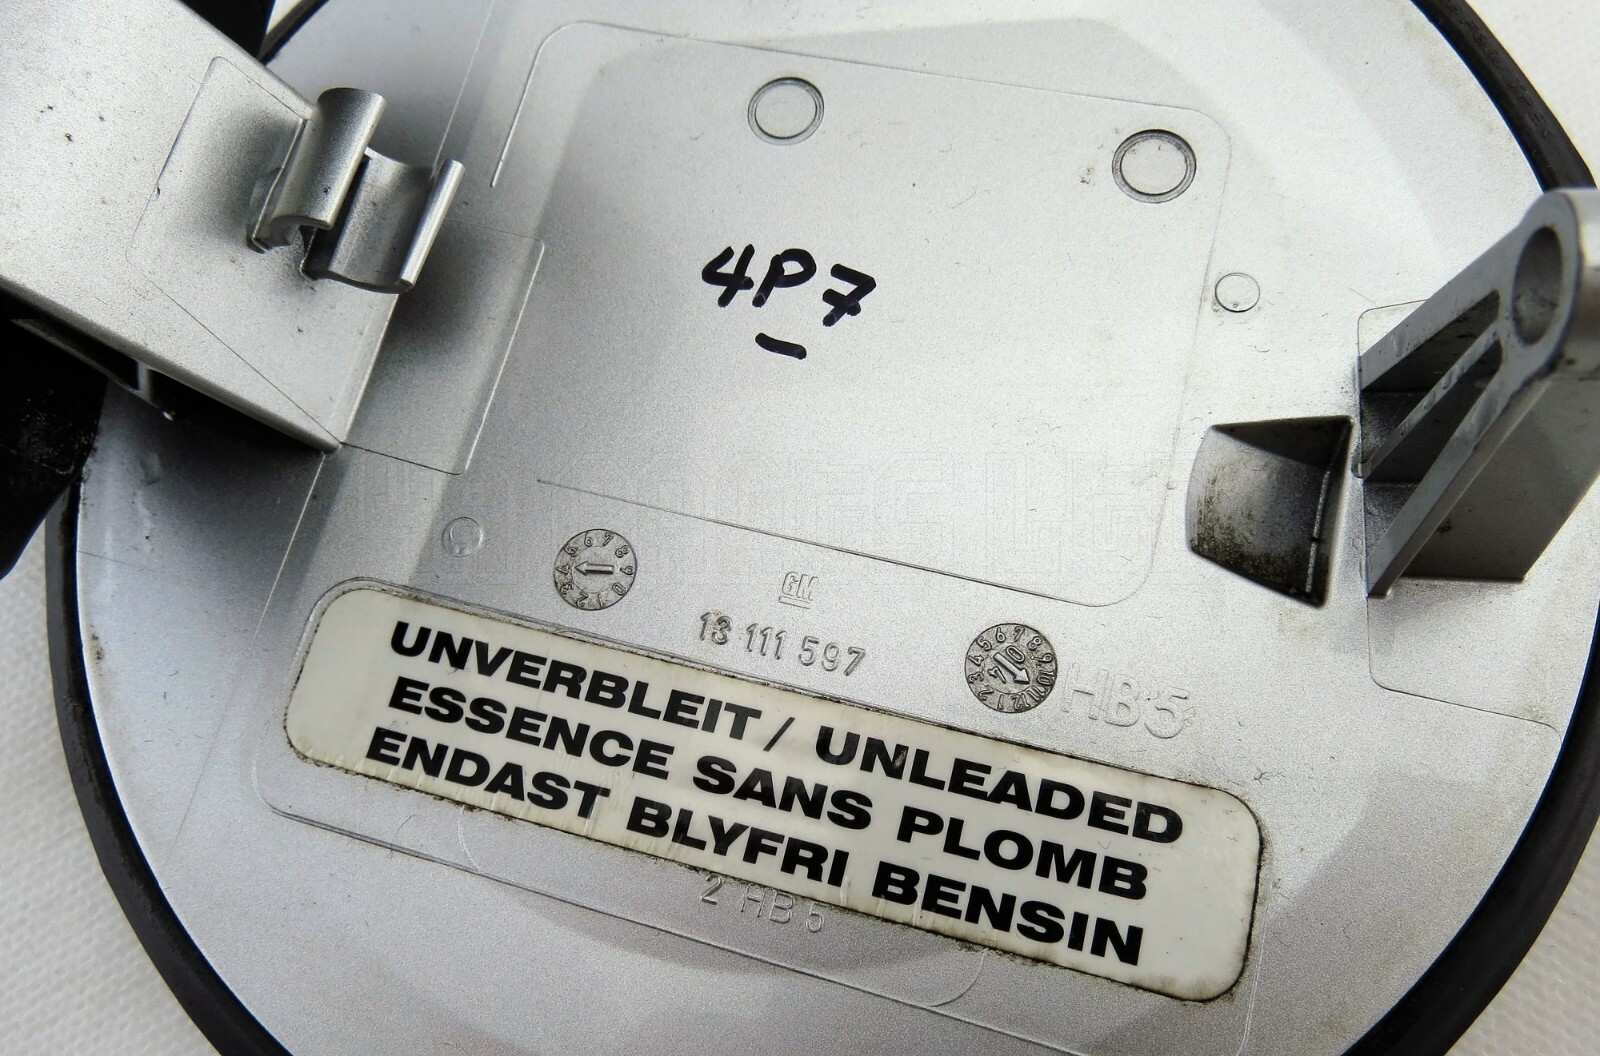 4P7
GM
13 111 597
HB5
UNVERBLEIT / UNLEADED
ESSENCE SANS PLOMB
ENDAST BLYFRI BENSIN
2 HB 5